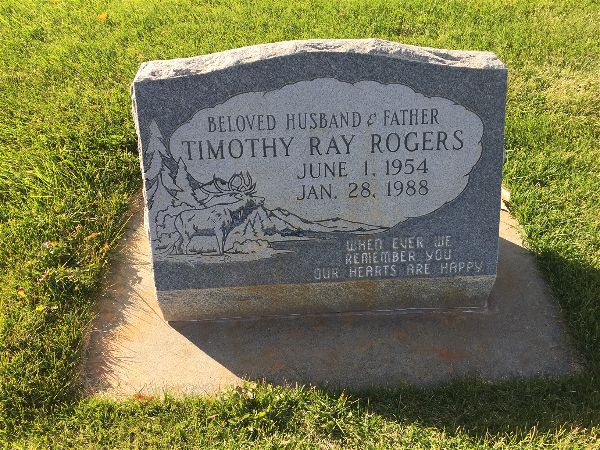 BELOVED HUSBAND & FATHER
TIMOTHY RAY ROGERS
JUNE 1, 1954
JAN. 28, 1988
WHEN EVER WE
REMEMBER YOU
OUR HEARTS ARE HAPPY